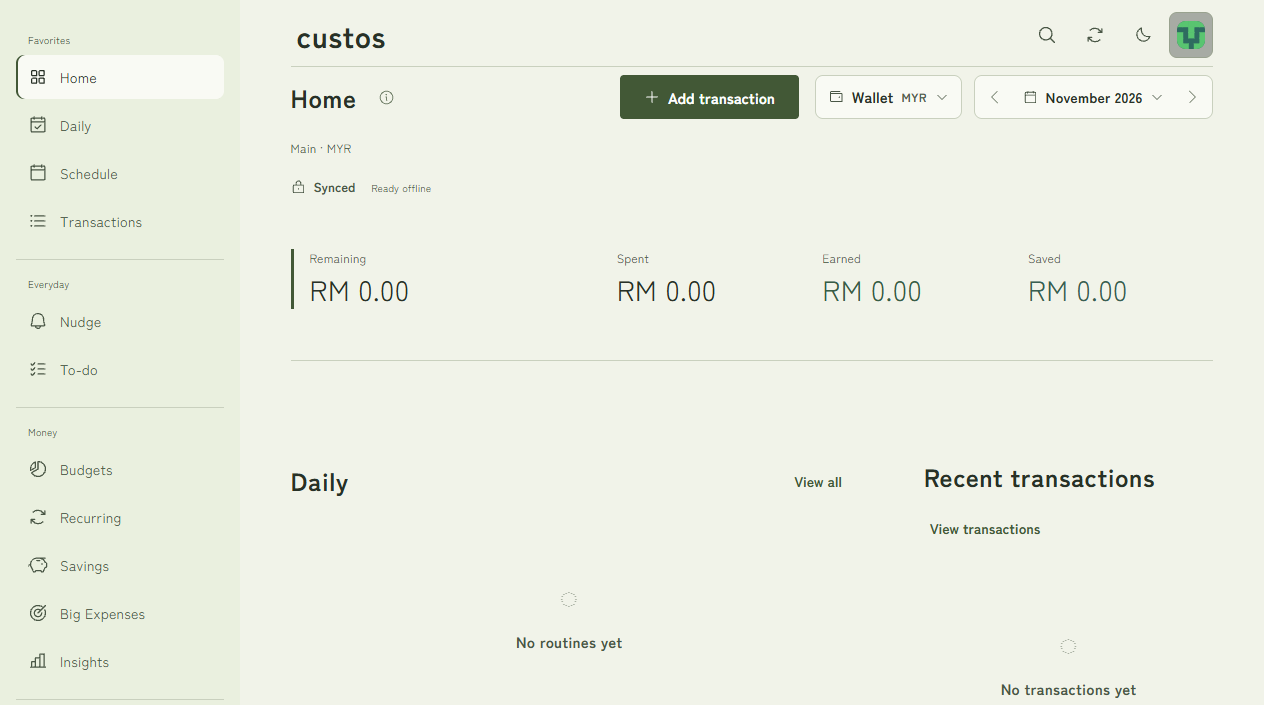 Favorites
Home
Daily
Schedule
Transactions
Everyday
Nudge
To-do
Money
Budgets
Recurring
Savings
Big Expenses
Insights
custos
Home
Add transaction
Wallet MYR
November 2026
Main · MYR
Synced Ready offline
Remaining
RM 0.00
Spent
RM 0.00
Earned
RM 0.00
Saved
RM 0.00
Daily
View all
No routines yet
Recent transactions
View transactions
No transactions yet